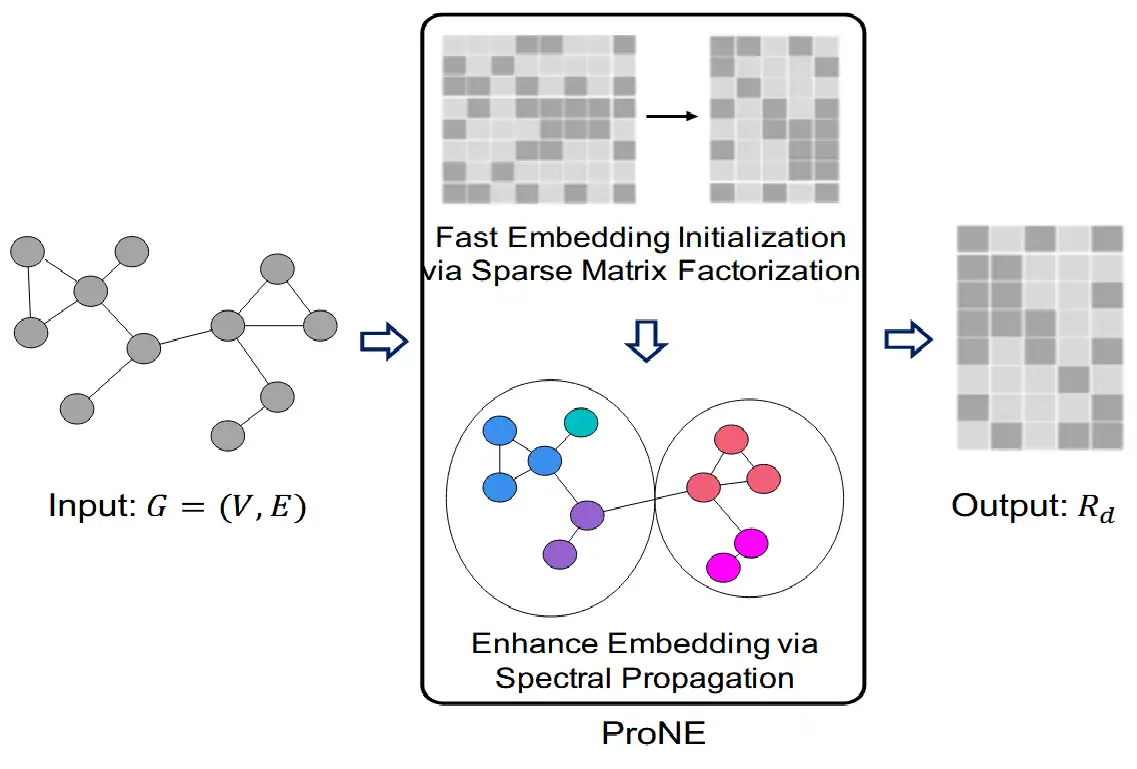 Fast Embedding Initialization
via Sparse Matrix Factorization
Input: G = (V, E)
Output: R_d
Enhance Embedding via
Spectral Propagation
ProNE